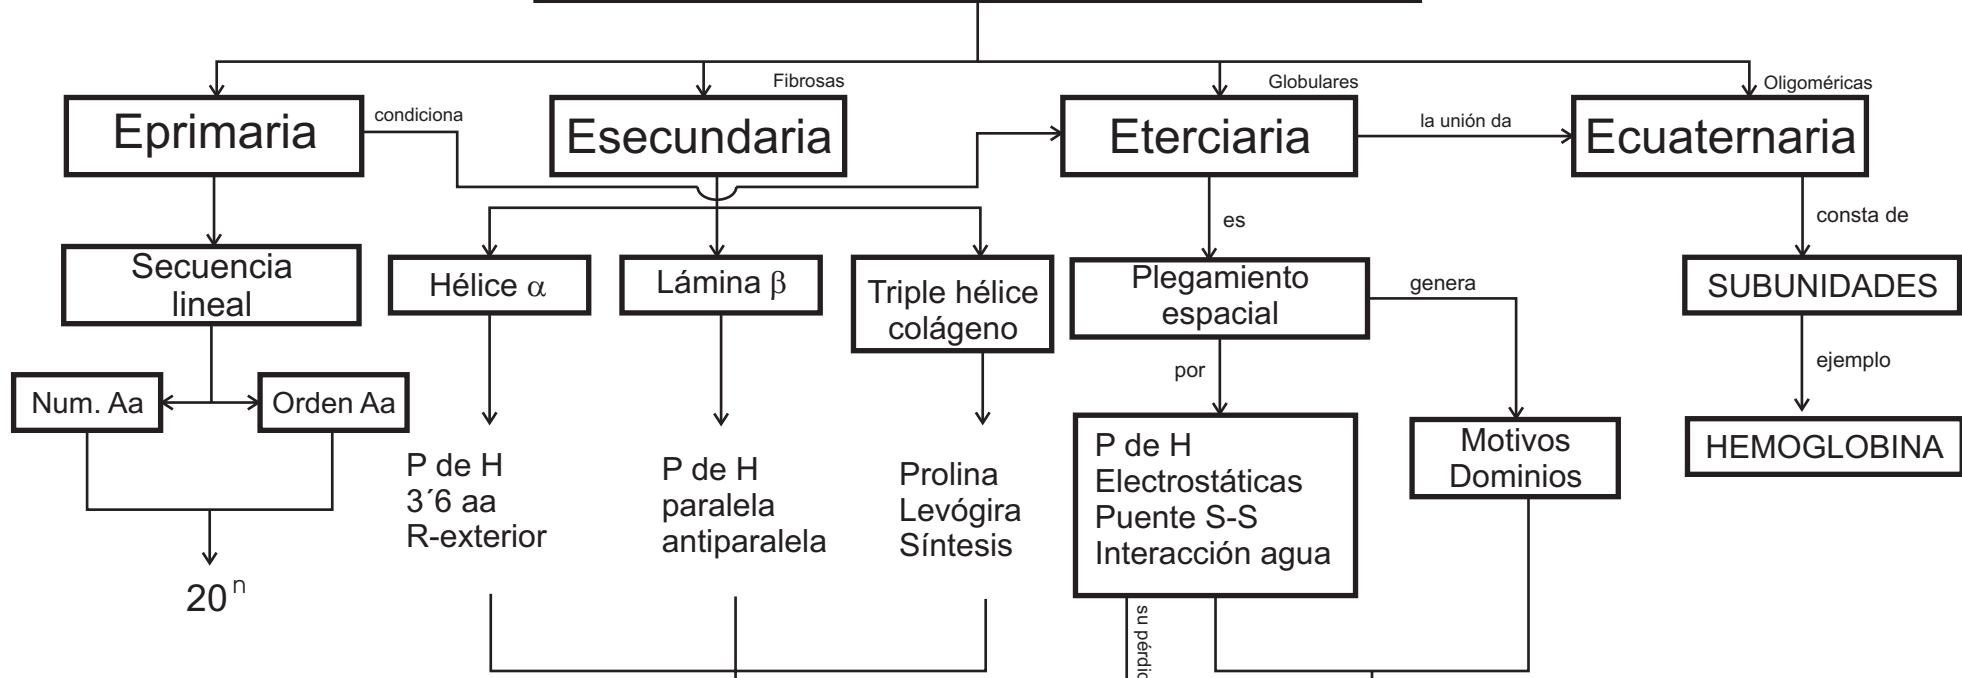 Fibrosas
Globulares
Oligoméricas
Eprimaria
condiciona
Esecundaria
Eterciaria
la unión da
Ecuaternaria
es
consta de
Secuencia
lineal
Hélice α
Lámina β
Triple hélice
colágeno
Plegamiento
espacial
genera
SUBUNIDADES
por
ejemplo
Num. Aa
Orden Aa
P de H
3´6 aa
R-exterior
P de H
paralela
antiparalela
Prolina
Levógira
Síntesis
P de H
Electrostáticas
Puente S-S
Interacción agua
Motivos
Dominios
HEMOGLOBINA
20 n
su